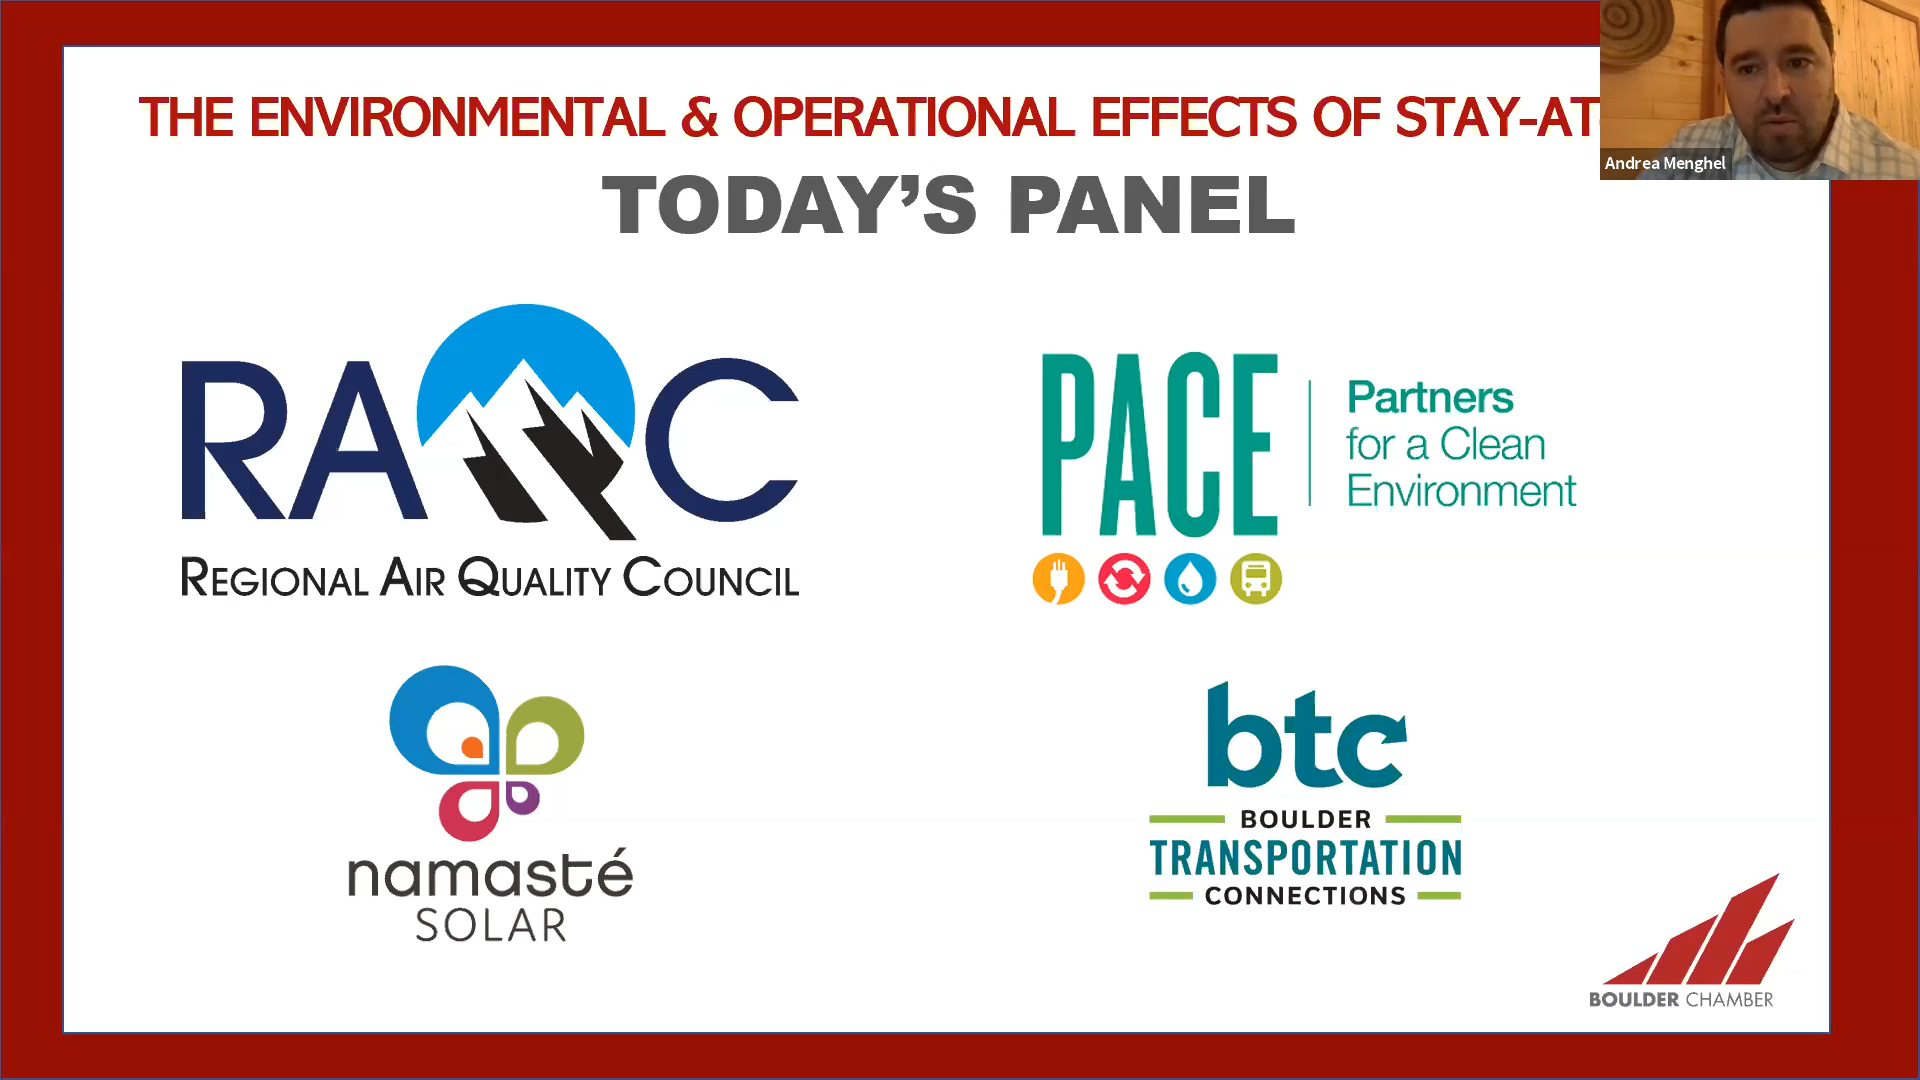 THE ENVIRONMENTAL & OPERATIONAL EFFECTS OF STAY-AT
Andrea Menghel
TODAY'S PANEL
RAQC
REGIONAL AIR QUALITY COUNCIL
PACE
Partners
for a Clean
Environment
namasté
SOLAR
btc
BOULDER
TRANSPORTATION
CONNECTIONS
BOULDER CHAMBER